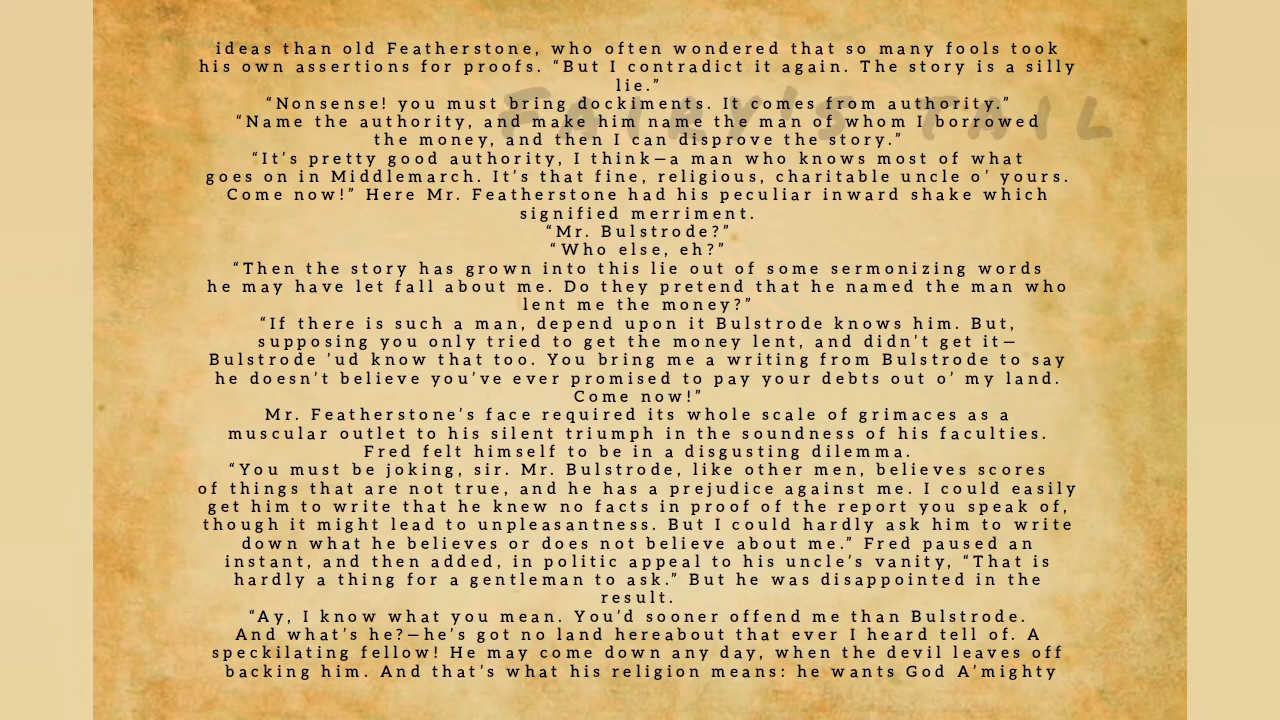 ideas than old Featherstone, who often wondered that so many fools took
his own assertions for proofs. “But I contradict it again. The story is a silly
lie.”
“Nonsense! you must bring dockiments. It comes from authority.”
“Name the authority, and make him name the man of whom I borrowed
the money, and then I can disprove the story.”
“It’s pretty good authority, I think—a man who knows most of what
goes on in Middlemarch. It’s that fine, religious, charitable uncle o’ yours.
Come now!” Here Mr. Featherstone had his peculiar inward shake which
signified merriment.
“Mr. Bulstrode?”
“Who else, eh?”
“Then the story has grown into this lie out of some sermonizing words
he may have let fall about me. Do they pretend that he named the man who
lent me the money?”
“If there is such a man, depend upon it Bulstrode knows him. But,
supposing you only tried to get the money lent, and didn’t get it—
Bulstrode ’ud know that too. You bring me a writing from Bulstrode to say
he doesn’t believe you’ve ever promised to pay your debts out o’ my land.
Come now!”
Mr. Featherstone’s face required its whole scale of grimaces as a
muscular outlet to his silent triumph in the soundness of his faculties.
Fred felt himself to be in a disgusting dilemma.
“You must be joking, sir. Mr. Bulstrode, like other men, believes scores
of things that are not true, and he has a prejudice against me. I could easily
get him to write that he knew no facts in proof of the report you speak of,
though it might lead to unpleasantness. But I could hardly ask him to write
down what he believes or does not believe about me.” Fred paused an
instant, and then added, in politic appeal to his uncle’s vanity, “That is
hardly a thing for a gentleman to ask.” But he was disappointed in the
result.
“Ay, I know what you mean. You’d sooner offend me than Bulstrode.
And what’s he?—he’s got no land hereabout that ever I heard tell of. A
speckilating fellow! He may come down any day, when the devil leaves off
backing him. And that’s what his religion means: he wants God A’mighty